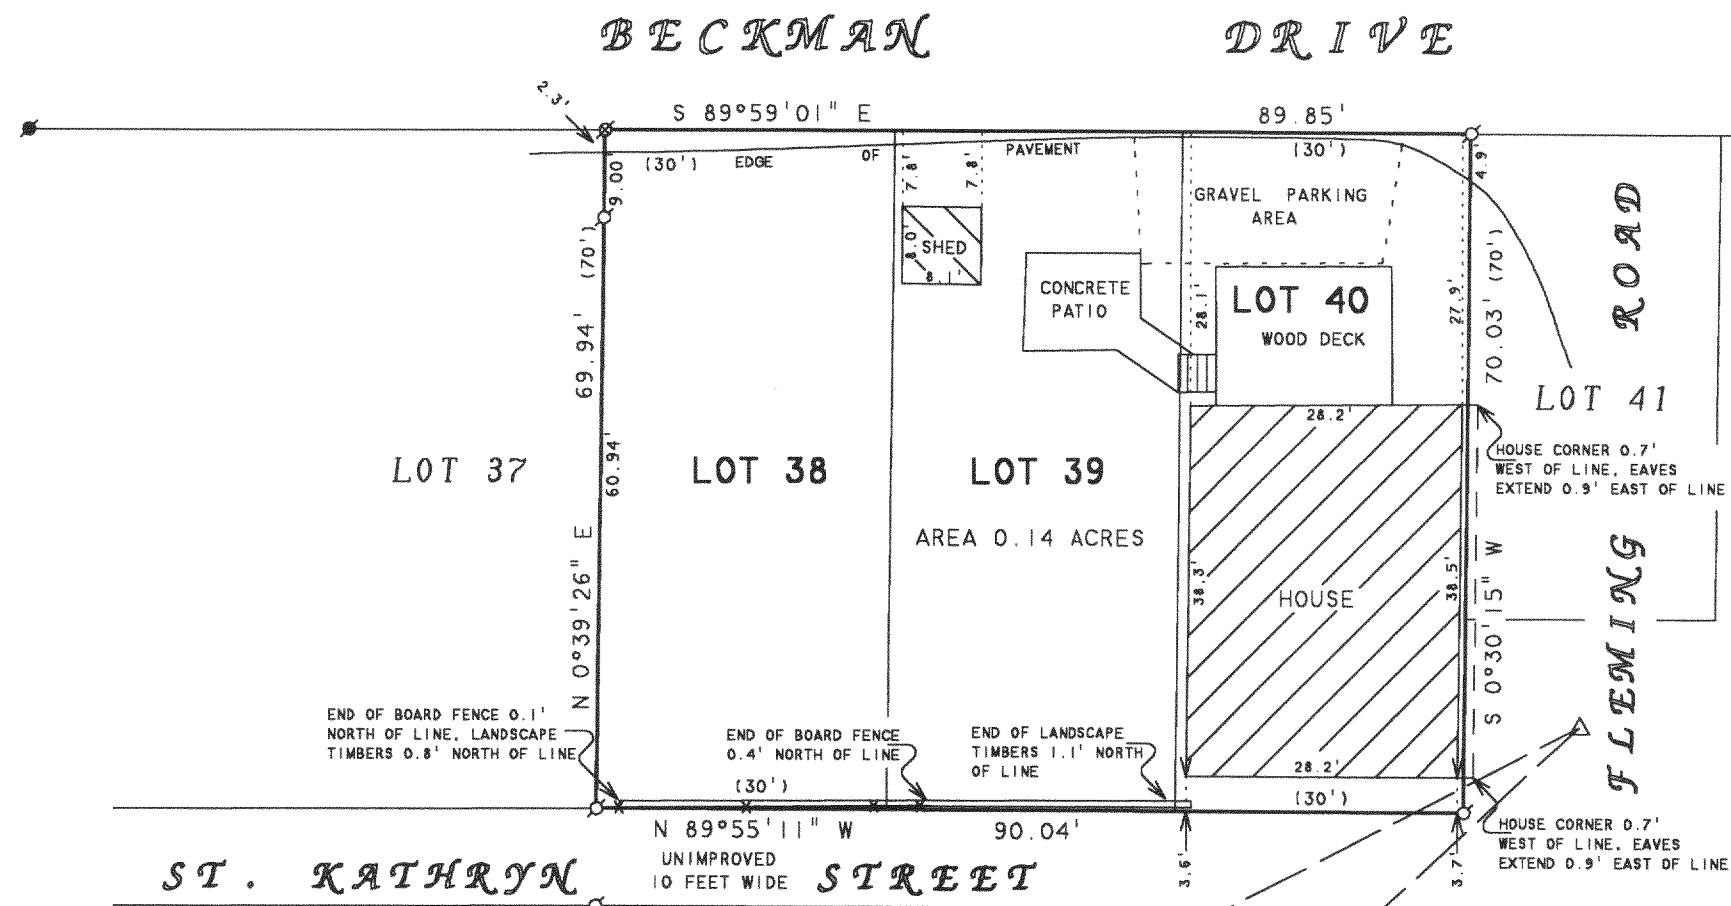 BECKMAN DRIVE
2.3'
S 89°59'01" E
89.85'
(30') EDGE OF PAVEMENT
(30')
9.00
7.8'
7.8'
4.9'
GRAVEL PARKING
AREA
SHED
8.0'
8.1'
69.94' (70')
CONCRETE
PATIO
28.1'
LOT 40
WOOD DECK
27.9'
70.03' (70')
ROAD
LOT 41
28.2'
HOUSE CORNER 0.7'
WEST OF LINE, EAVES
EXTEND 0.9' EAST OF LINE
LOT 37
60.94'
LOT 38
LOT 39
AREA 0.14 ACRES
N 0°39'26" E
38.3'
HOUSE
38.5'
S 0°30'15" W
FLEMING
END OF BOARD FENCE 0.1'
NORTH OF LINE, LANDSCAPE
TIMBERS 0.8' NORTH OF LINE
END OF BOARD FENCE
0.4' NORTH OF LINE
END OF LANDSCAPE
TIMBERS 1.1' NORTH
OF LINE
28.2'
(30')
(30')
N 89°55'11" W
90.04'
HOUSE CORNER 0.7'
WEST OF LINE, EAVES
EXTEND 0.9' EAST OF LINE
UNIMPROVED
10 FEET WIDE
ST. KATHRYN STREET
3.6'
3.7'